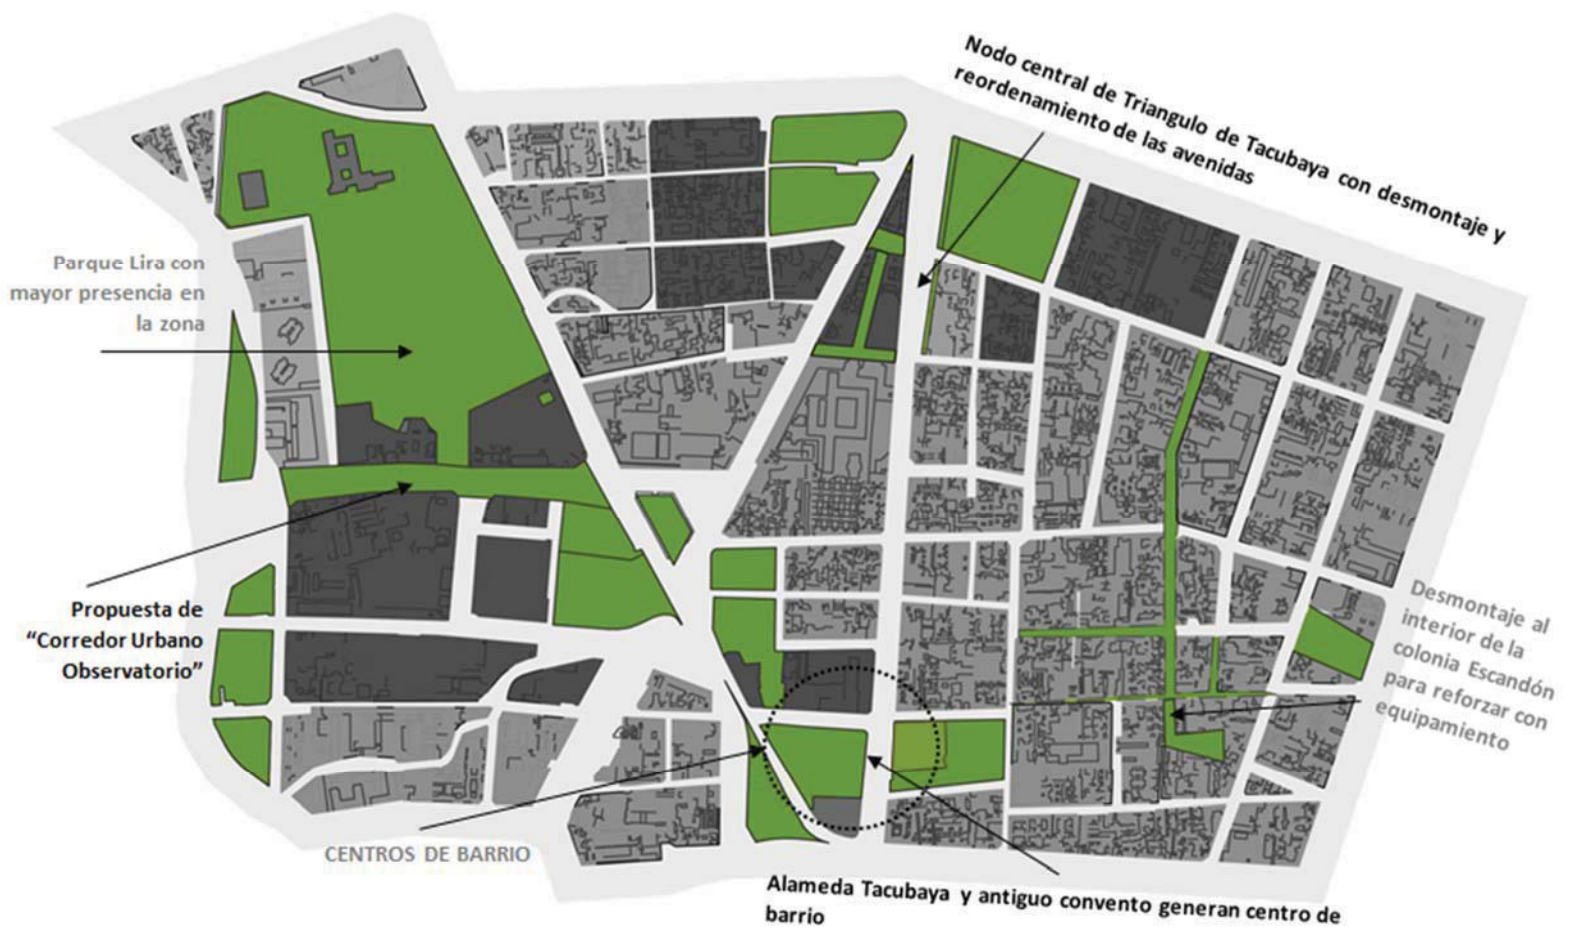 Nodo central de Triangulo de Tacubaya con desmontaje y
reordenamiento de las avenidas
Parque Lira con
mayor presencia en
la zona
Propuesta de
“Corredor Urbano
Observatorio”
Desmontaje al
interior de la
colonia Escandón
para reforzar con
equipamiento
CENTROS DE BARRIO
Alameda Tacubaya y antiguo convento generan centro de
barrio